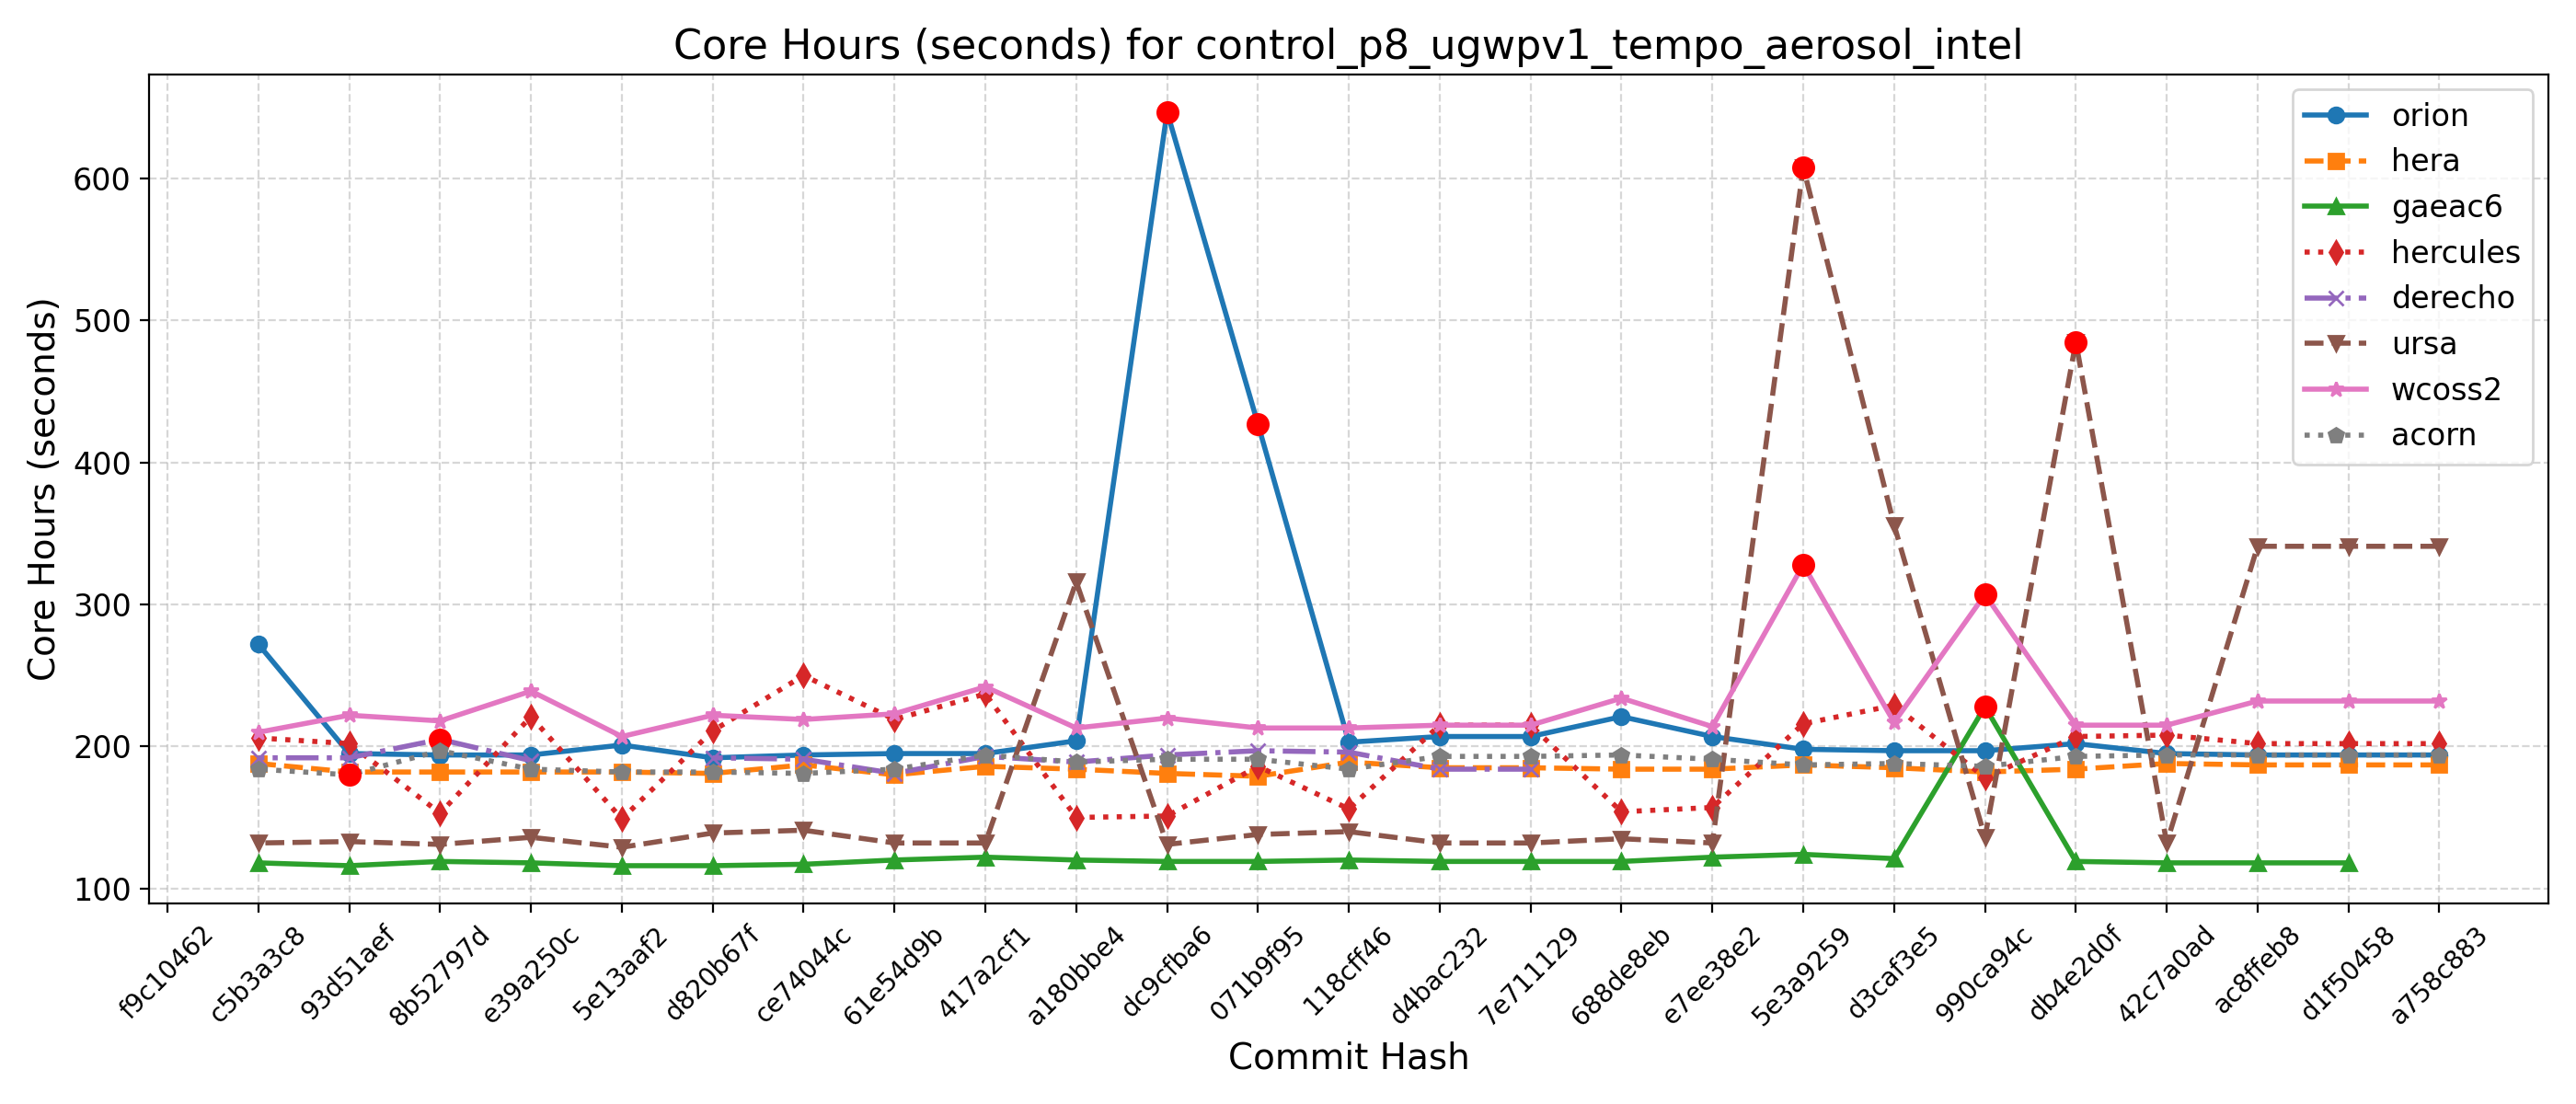 Core Hours (seconds) for control_p8_ugwpv1_tempo_aerosol_intel
Core Hours (seconds)
600
500
400
300
200
100
orion
hera
gaeac6
hercules
derecho
ursa
wcoss2
acorn
f9c10462
c5b3a3c8
93d51aef
8b52797d
e39a250c
5e13aaf2
d820b67f
ce74044c
61e54d9b
417a2cf1
a180bbe4
dc9cfba6
071b9f95
118cff46
d4bac232
7e711129
688de8eb
e7ee38e2
5e3a9259
d3caf3e5
990ca94c
db4e2d0f
42c7a0ad
ac8ffeb8
d1f50458
a758c883
Commit Hash